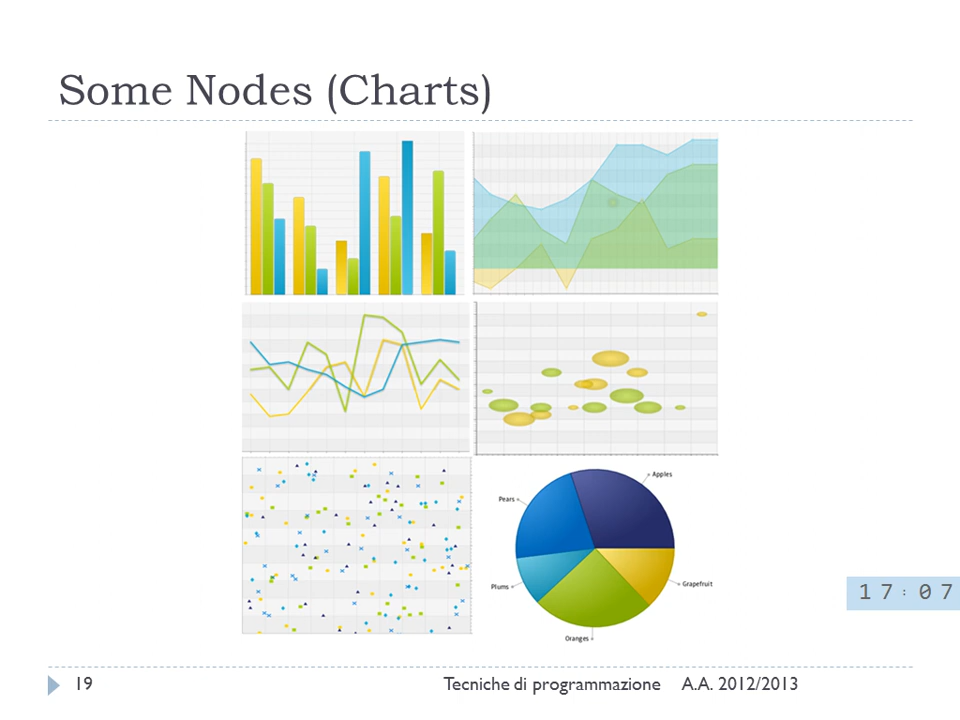 Some Nodes (Charts)
Apples
Pears
Plums
Grapefruit
Oranges
17:07
19
Tecniche di programmazione
A.A. 2012/2013